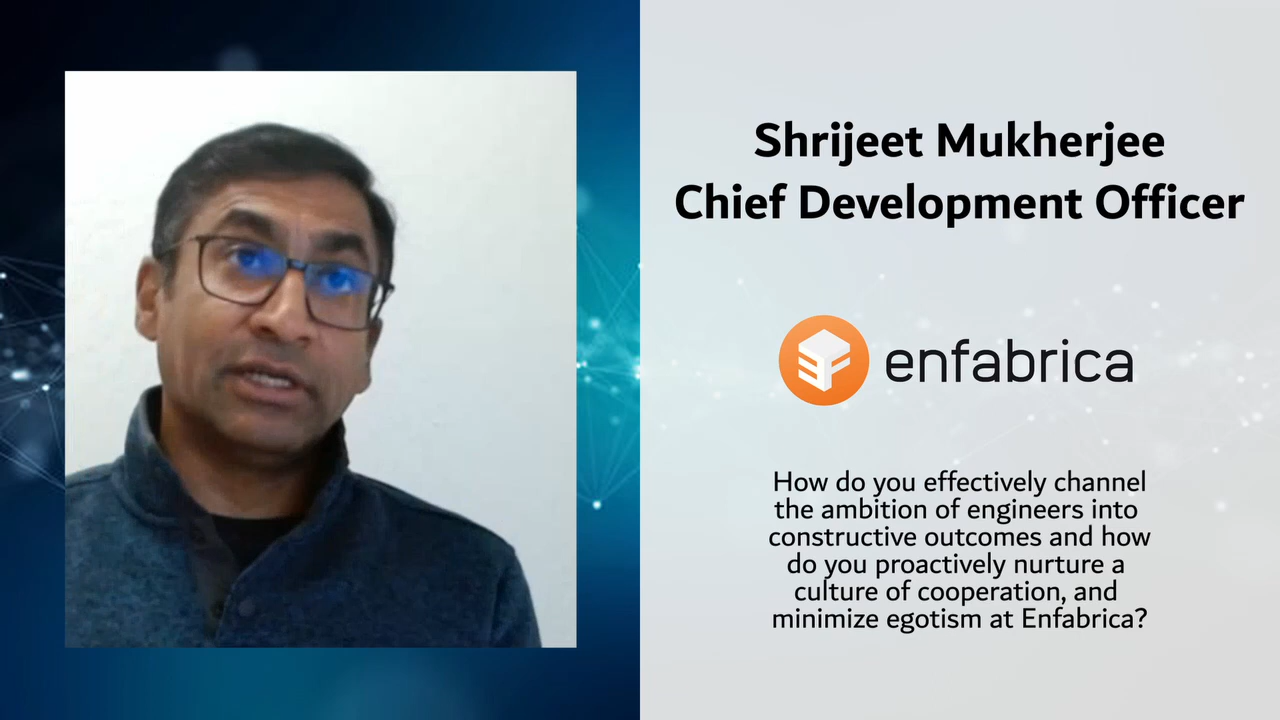 Shrijeet Mukherjee
Chief Development Officer
enfabrica
How do you effectively channel
the ambition of engineers into
constructive outcomes and how
do you proactively nurture a
culture of cooperation, and
minimize egotism at Enfabrica?